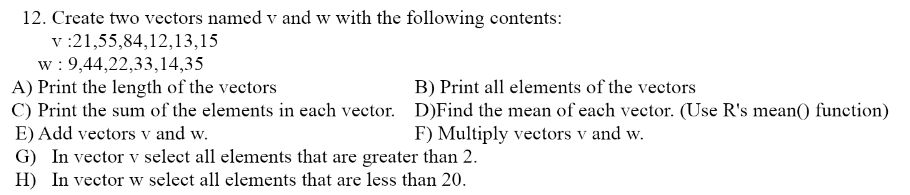 12. Create two vectors named v and w with the following contents:
v :21,55,84,12,13,15
w : 9,44,22,33,14,35
A) Print the length of the vectors B) Print all elements of the vectors
C) Print the sum of the elements in each vector. D)Find the mean of each vector. (Use R's mean() function)
E) Add vectors v and w. F) Multiply vectors v and w.
G) In vector v select all elements that are greater than 2.
H) In vector w select all elements that are less than 20.